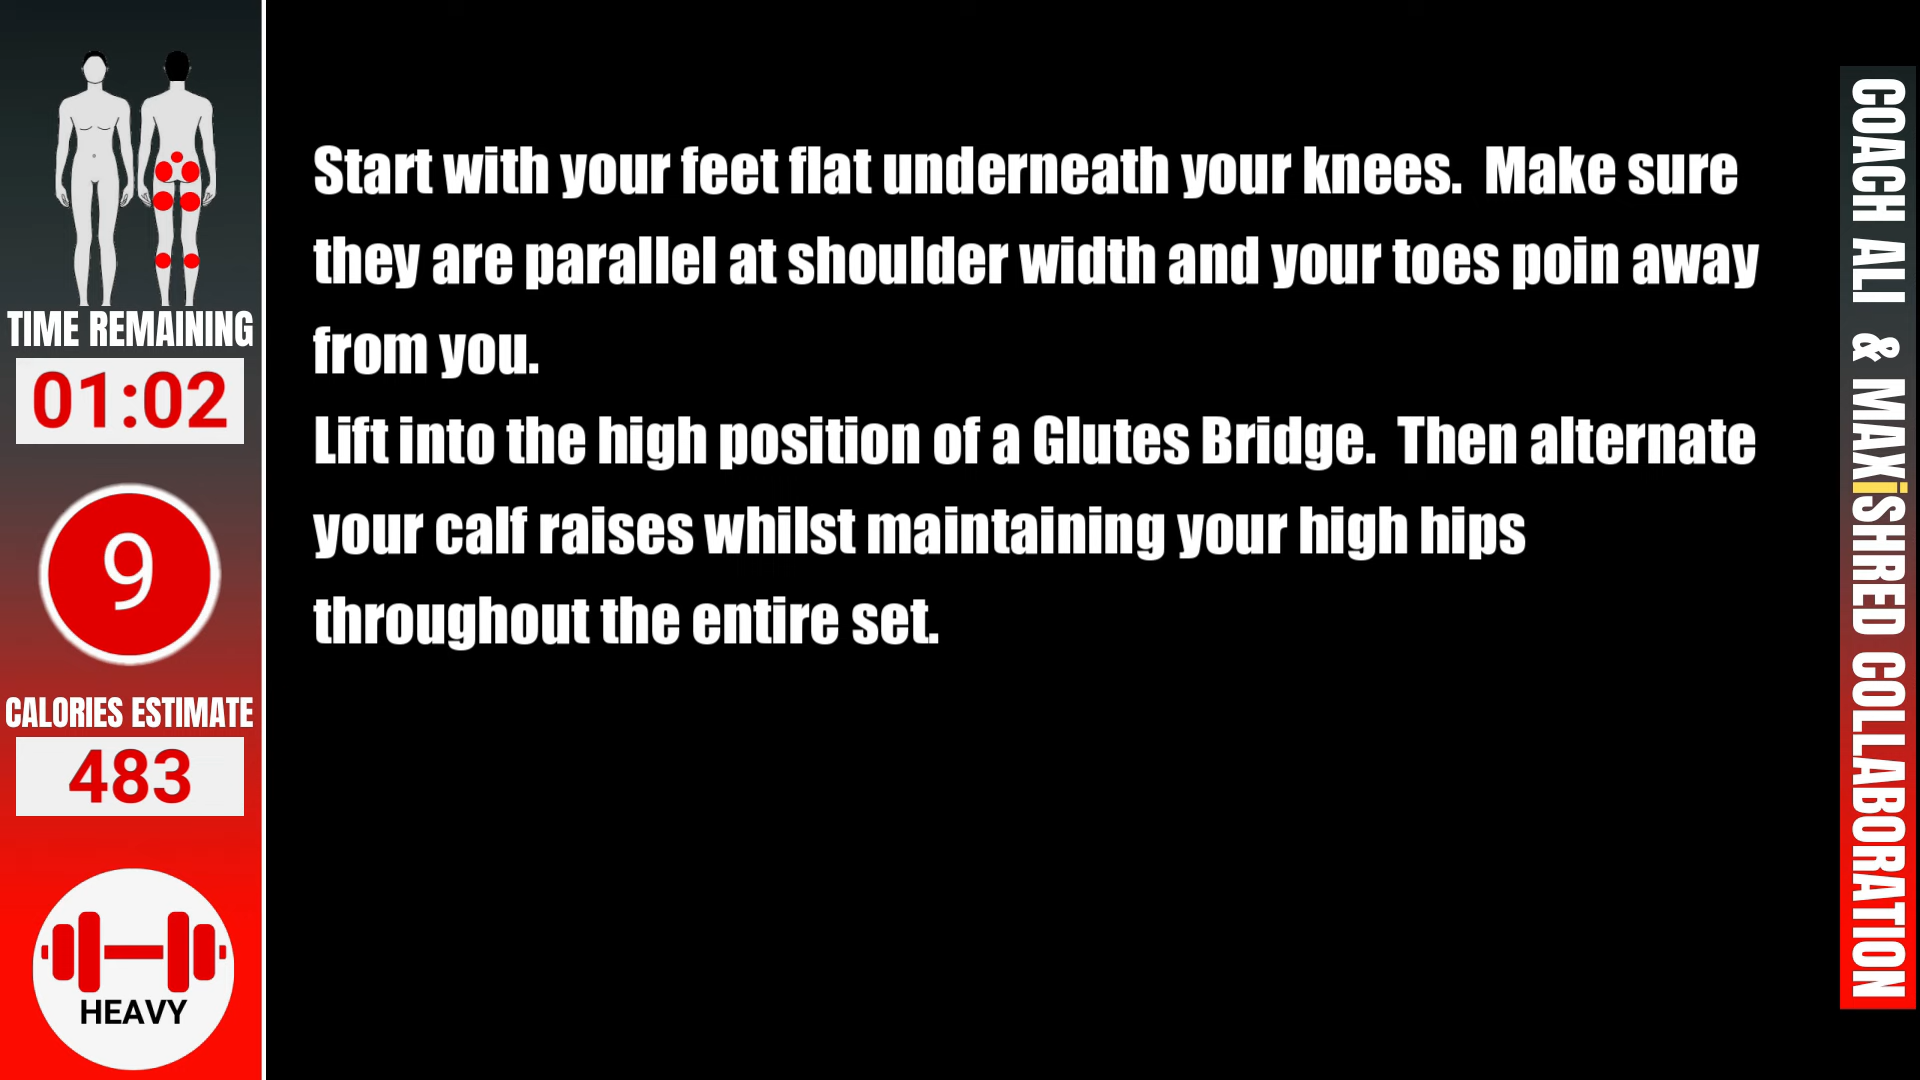 TIME REMAINING
01:02
9
CALORIES ESTIMATE
483
HEAVY
Start with your feet flat underneath your knees.  Make sure
they are parallel at shoulder width and your toes poin away
from you.
Lift into the high position of a Glutes Bridge.  Then alternate
your calf raises whilst maintaining your high hips
throughout the entire set.
COACH ALI & MAXiSHRED COLLABORATION